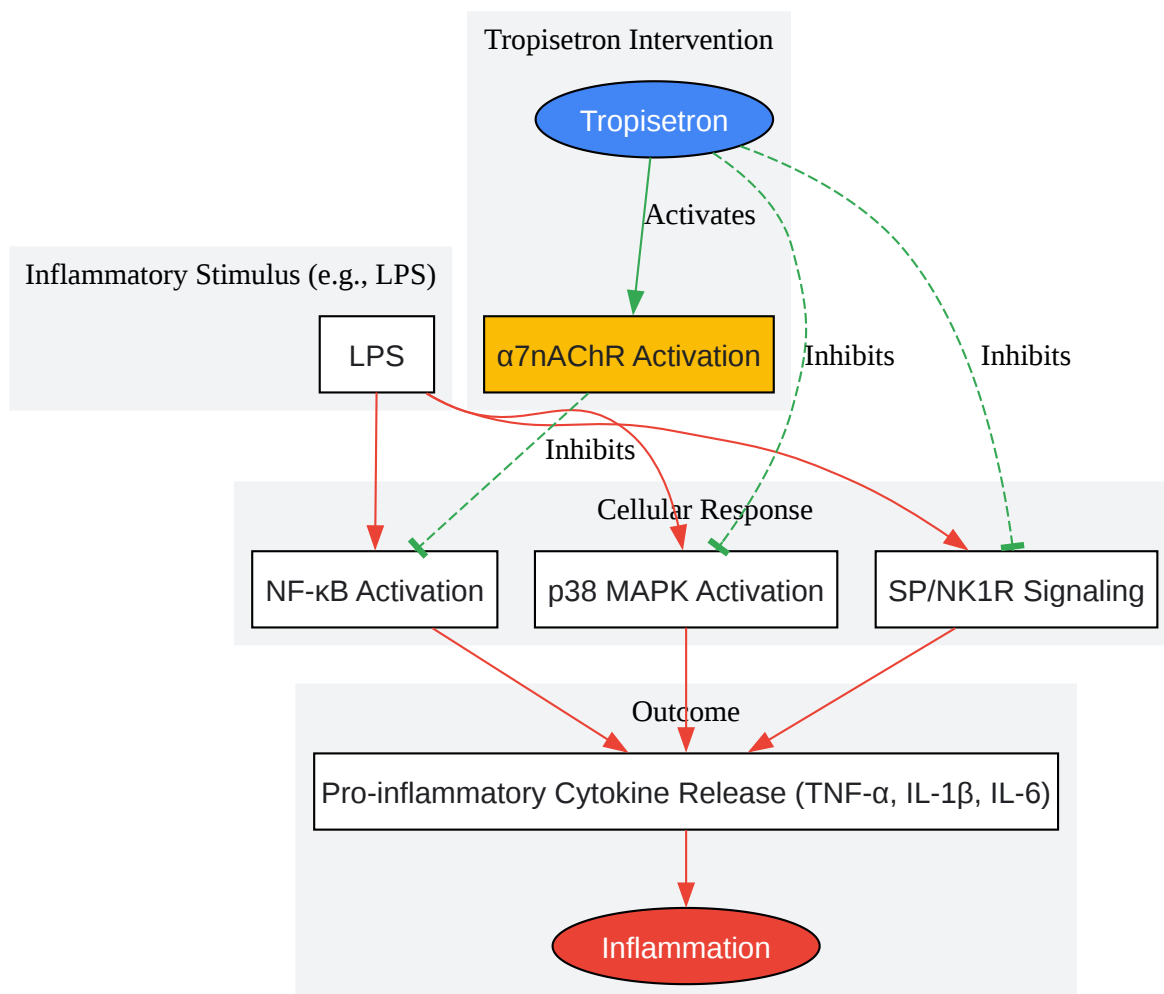 Tropisetron Intervention
Tropisetron
Activates
Inflammatory Stimulus (e.g., LPS)
LPS
α7nAChR Activation
Inhibits
Inhibits
Inhibits
Cellular Response
NF-κB Activation
p38 MAPK Activation
SP/NK1R Signaling
Outcome
Pro-inflammatory Cytokine Release (TNF-α, IL-1β, IL-6)
Inflammation